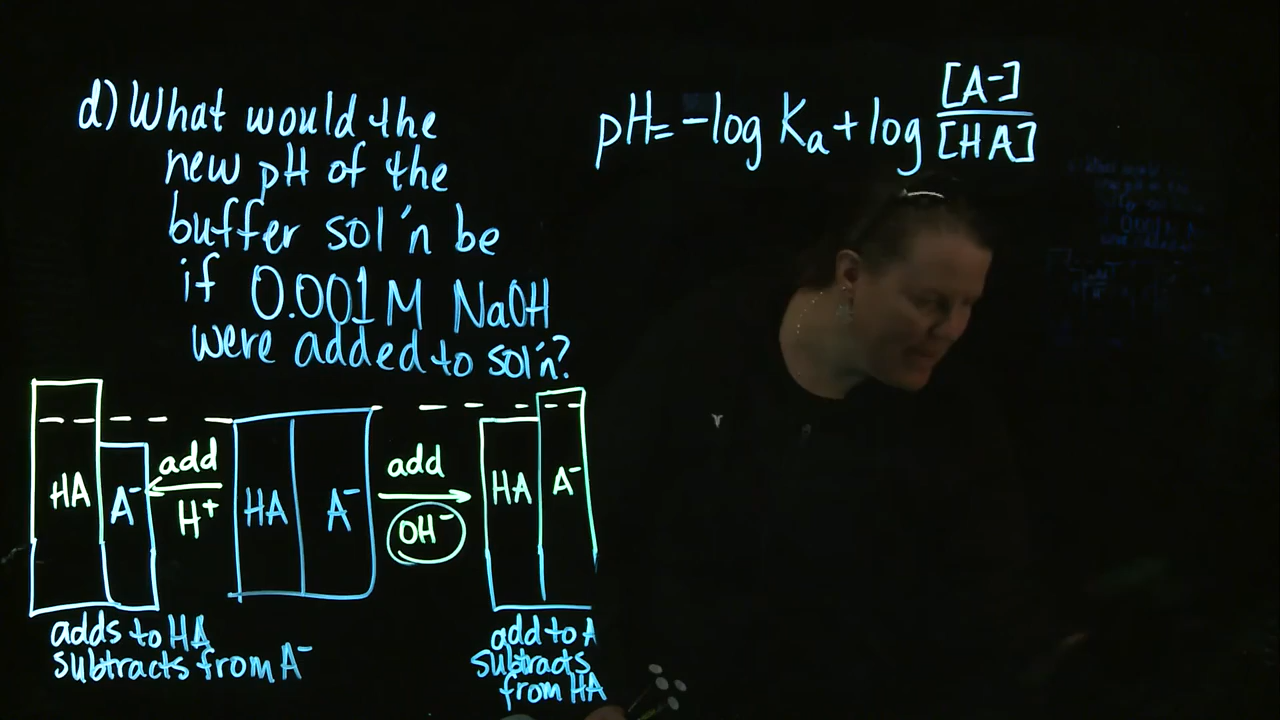 d) What would the
new pH of the
buffer sol'n be
if 0.001 M NaOH
were added to sol'n?
pH = -log Ka + log [A-]
[HA]
HA
A-
add
H+
HA
A-
add
OH-
HA
A-
adds to HA
subtracts from A-
add to A
subtracts
from HA